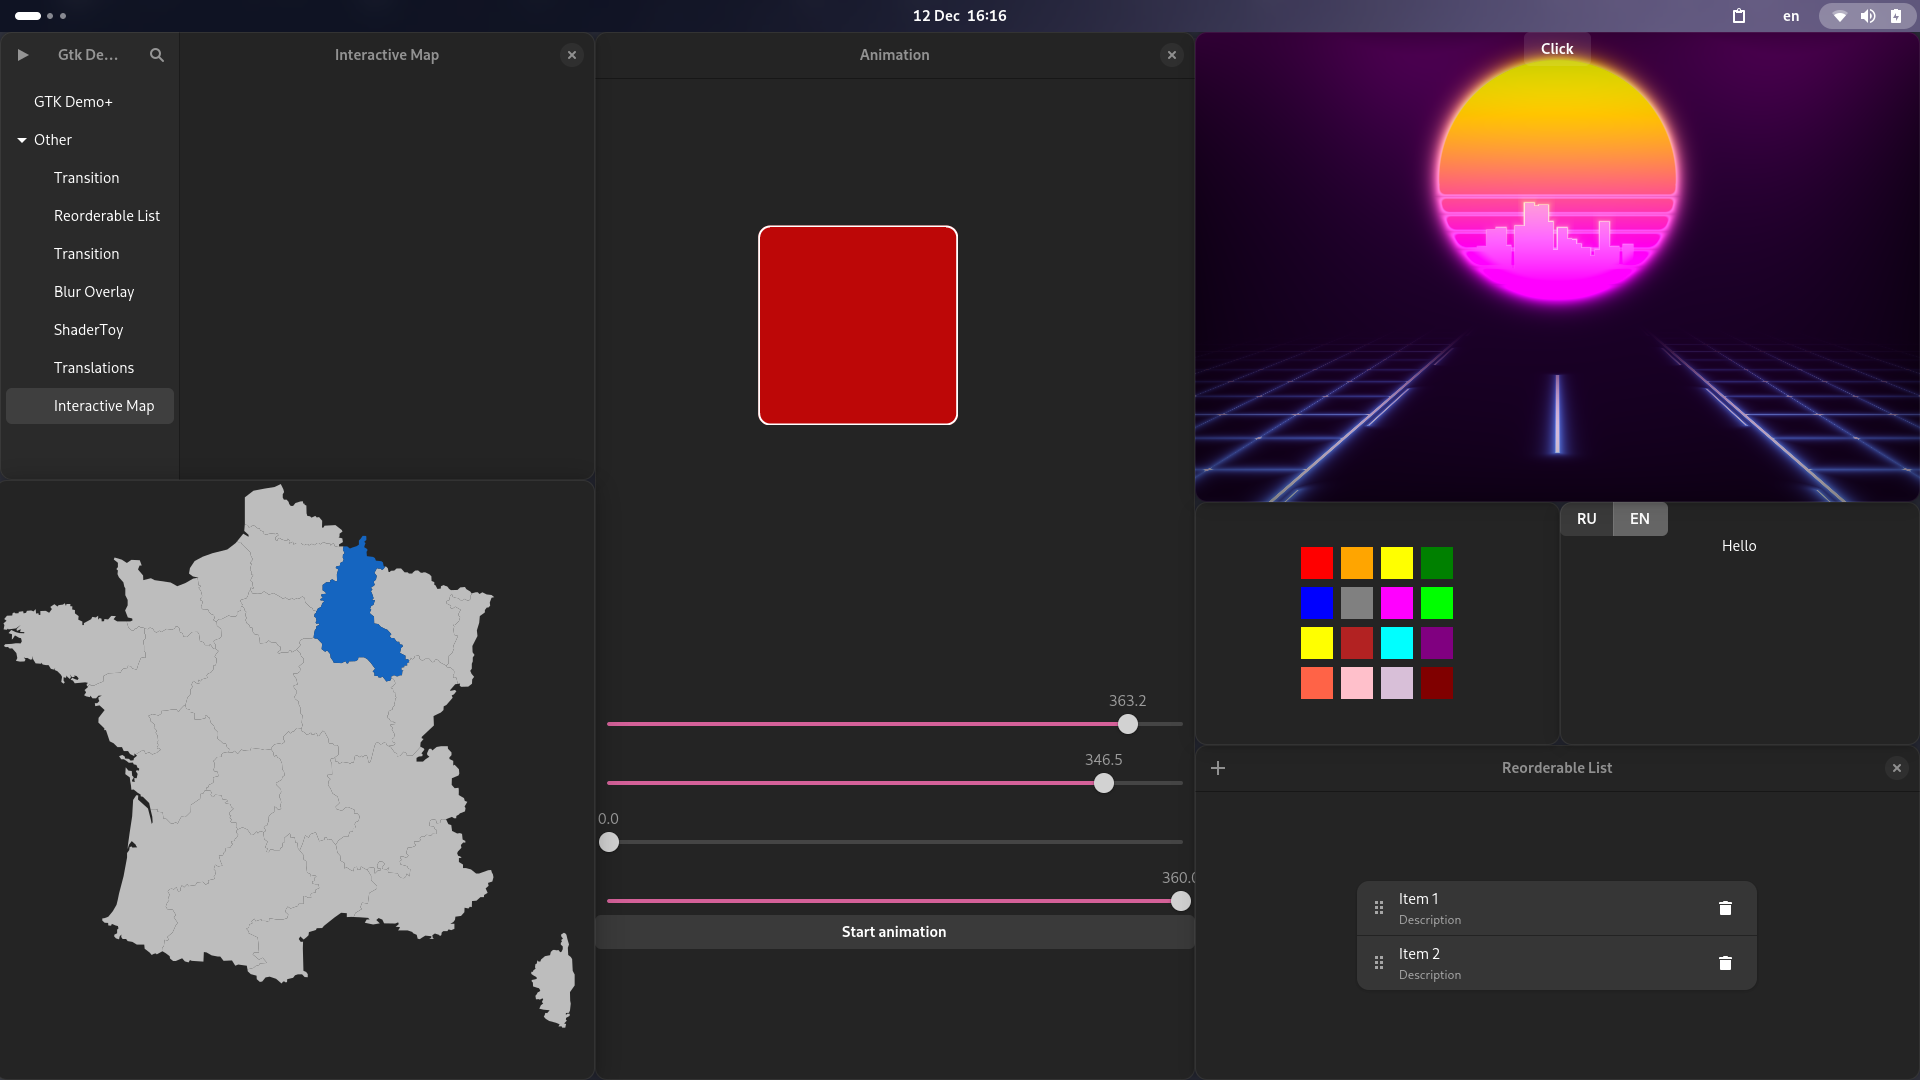 12 Dec 16:16
en
Gtk De...
GTK Demo+
Other
Transition
Reorderable List
Transition
Blur Overlay
ShaderToy
Translations
Interactive Map
Interactive Map
Animation
363.2
346.5
0.0
360.0
Start animation
Click
RU
EN
Hello
Reorderable List
Item 1
Description
Item 2
Description